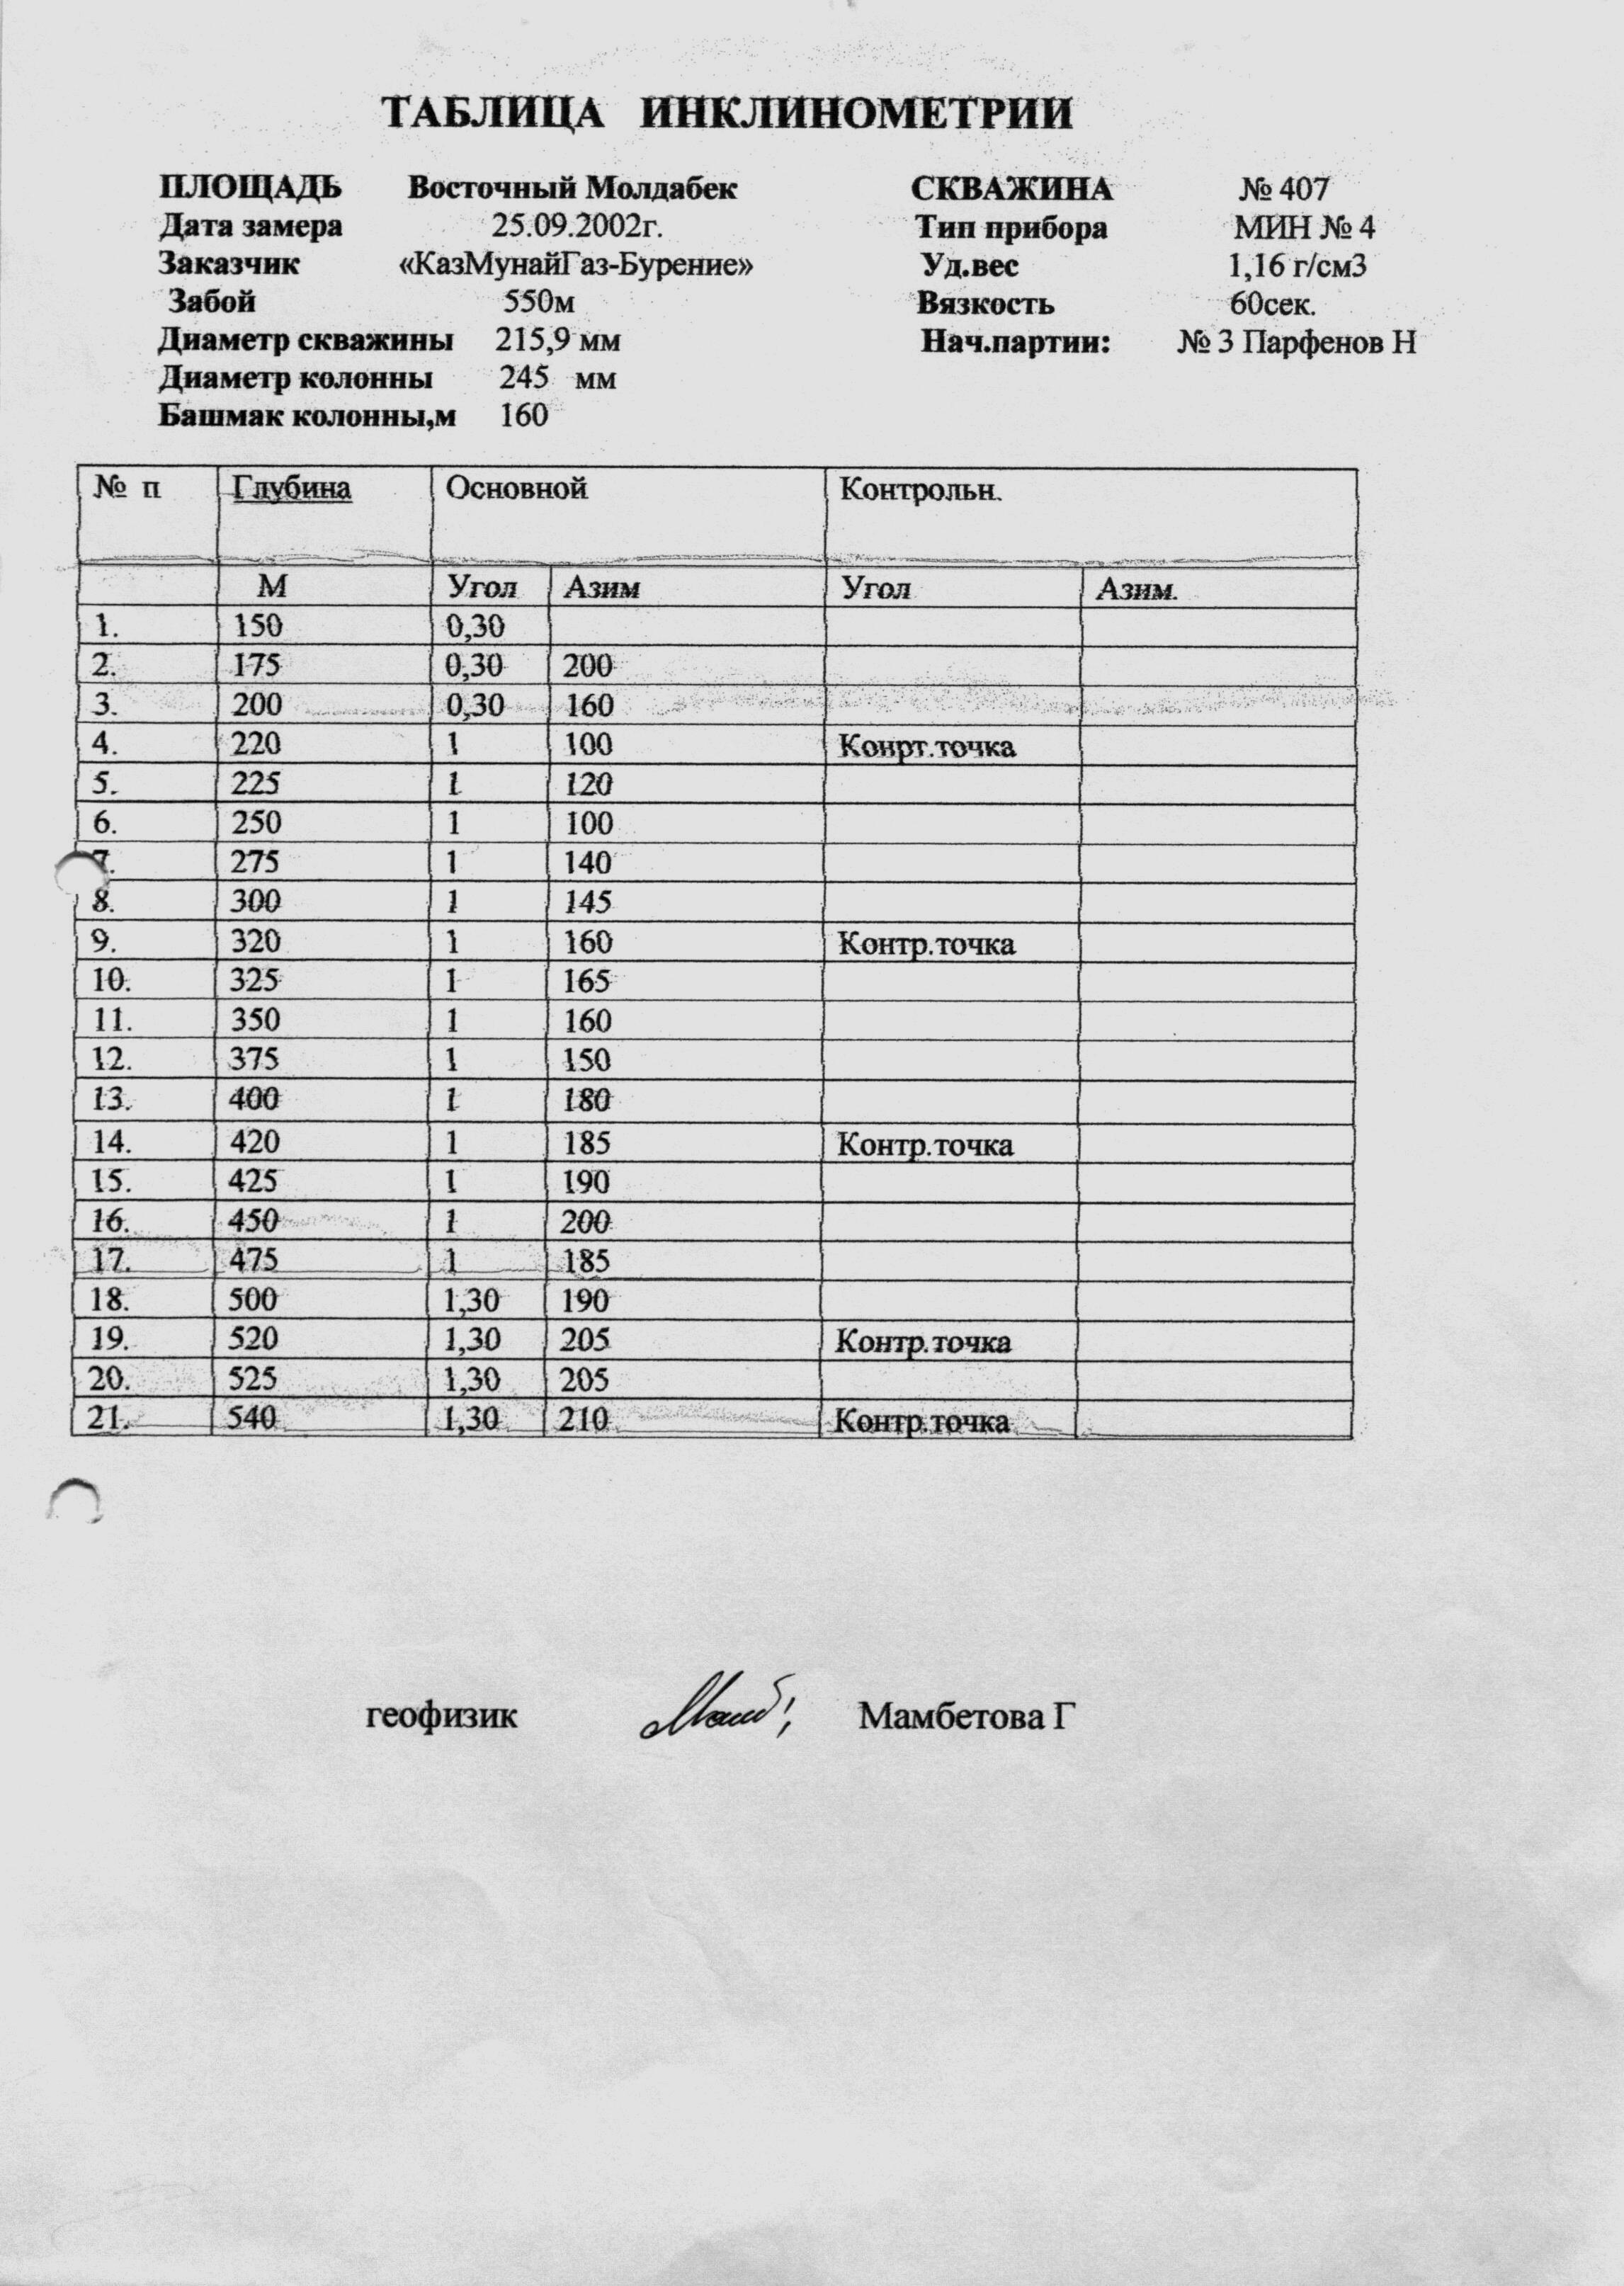 ТАБЛИЦА ИНКЛИНОМЕТРИИ
ПЛОЩАДЬ Восточный Молдабек СКВАЖИНА № 407
Дата замера 25.09.2002г. Тип прибора МИН № 4
Заказчик «КазМунайГаз-Бурение» Уд.вес 1,16 г/см3
Забой 550м Вязкость 60сек.
Диаметр скважины 215,9 мм Нач.партии: № 3 Парфенов Н
Диаметр колонны 245 мм
Башмак колонны,м 160
№ п Глубина Основной Контрольн.
М Угол Азим Угол Азим.
1. 150 0,30
2. 175 0,30 200
3. 200 0,30 160
4. 220 1 100 Конрт.точка
5. 225 1 120
6. 250 1 100
7. 275 1 140
8. 300 1 145
9. 320 1 160 Контр.точка
10. 325 1 165
11. 350 1 160
12. 375 1 150
13. 400 1 180
14. 420 1 185 Контр.точка
15. 425 1 190
16. 450 1 200
17. 475 1 185
18. 500 1,30 190
19. 520 1,30 205 Контр.точка
20. 525 1,30 205
21. 540 1,30 210 Контр.точка
геофизик Мамбетова Г